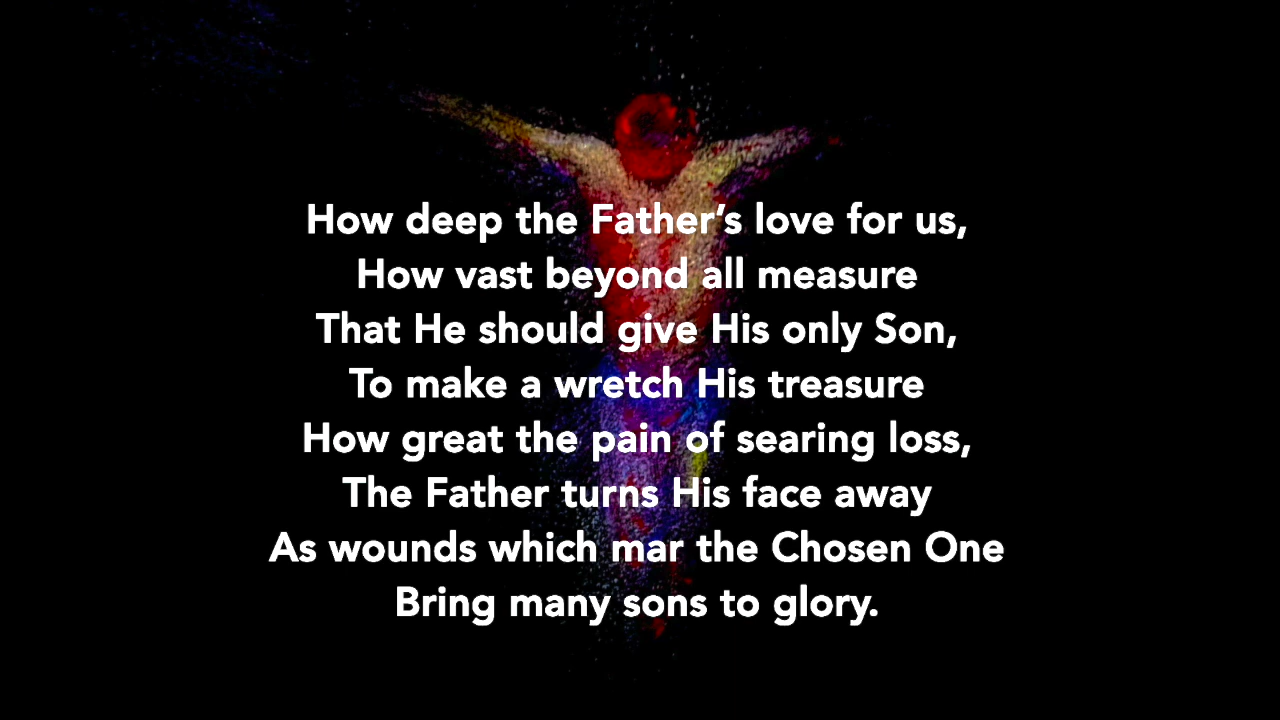 How deep the Father’s love for us,
How vast beyond all measure
That He should give His only Son,
To make a wretch His treasure
How great the pain of searing loss,
The Father turns His face away
As wounds which mar the Chosen One
Bring many sons to glory.